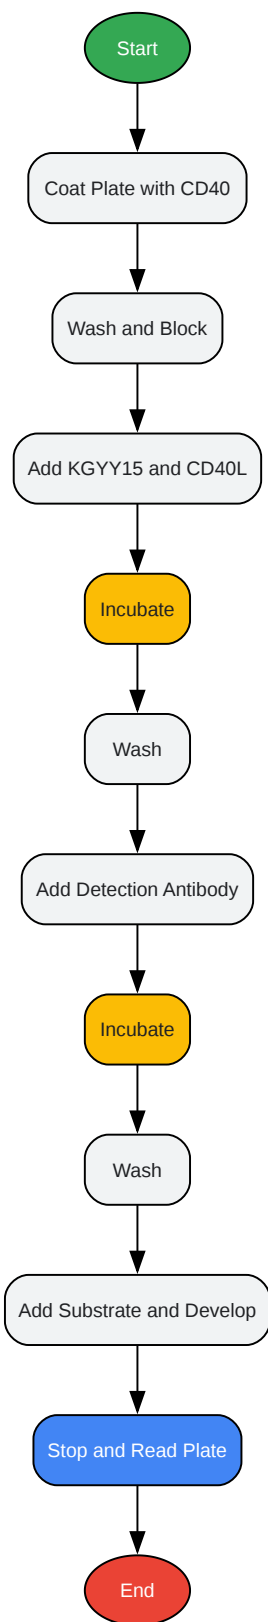 Start
Coat Plate with CD40
Wash and Block
Add KGYY15 and CD40L
Incubate
Wash
Add Detection Antibody
Incubate
Wash
Add Substrate and Develop
Stop and Read Plate
End